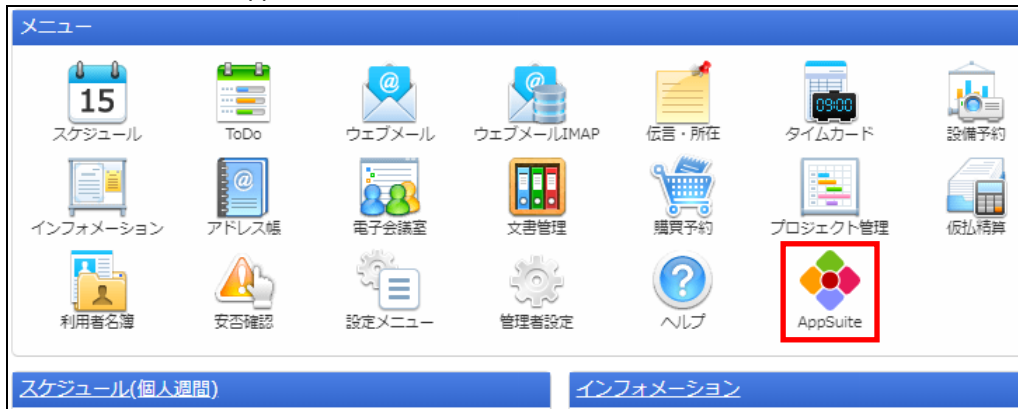 メニュー
15
スケジュール
ToDo
@
ウェブメール
@
ウェブメールIMAP
伝言・所在
09:00
タイムカード
設備予約
インフォメーション
@
アドレス帳
電子会議室
文書管理
購買予約
プロジェクト管理
仮払精算
利用者名簿
安否確認
設定メニュー
管理者設定
?
ヘルプ
AppSuite
スケジュール(個人週間)
インフォメーション